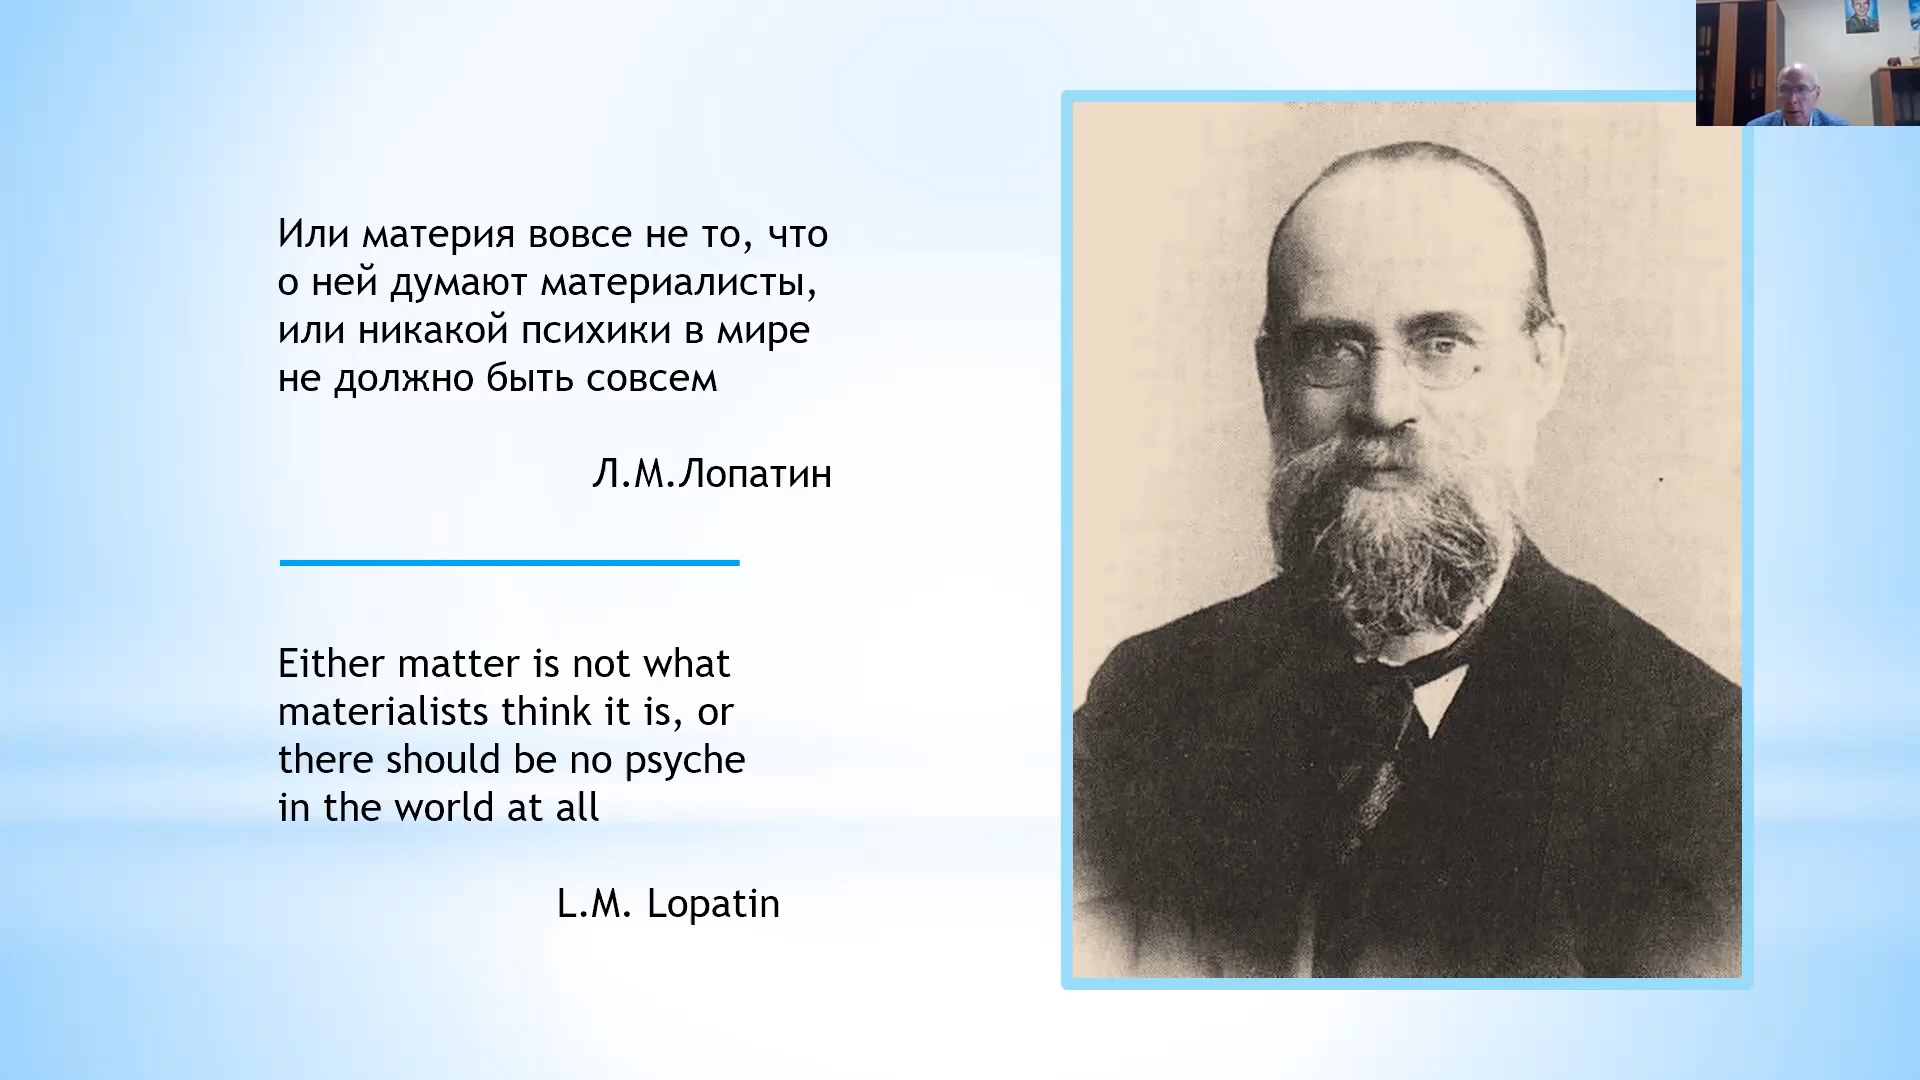 Или материя вовсе не то, что
о ней думают материалисты,
или никакой психики в мире
не должно быть совсем
Л.М.Лопатин
Either matter is not what
materialists think it is, or
there should be no psyche
in the world at all
L.M. Lopatin